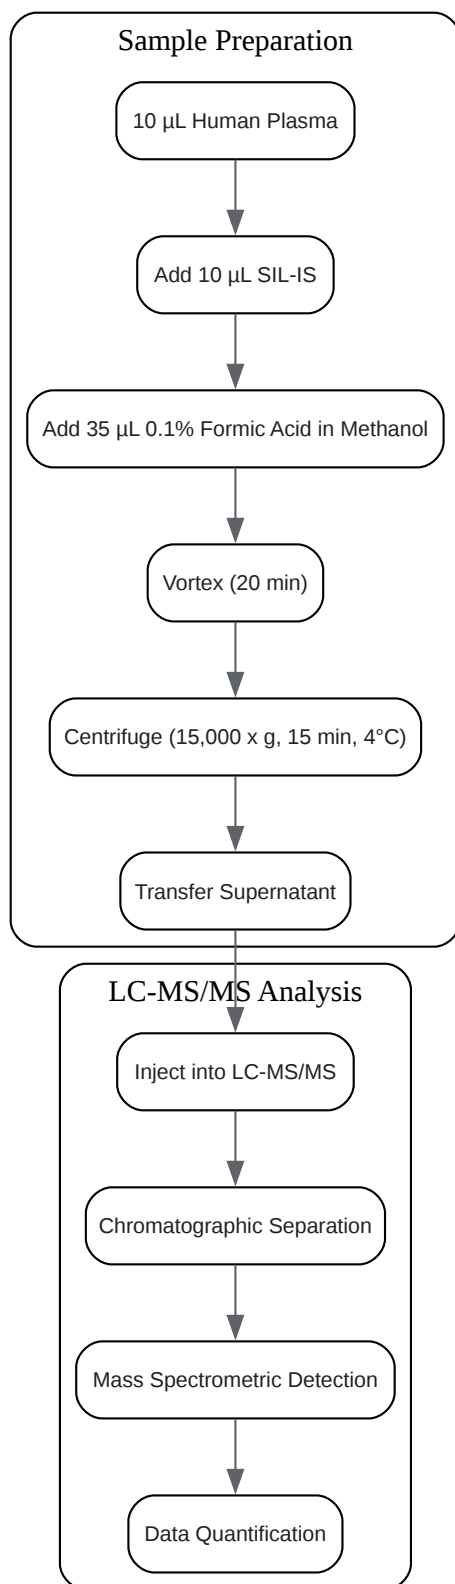 Sample Preparation
10 µL Human Plasma
Add 10 µL SIL-IS
Add 35 µL 0.1% Formic Acid in Methanol
Vortex (20 min)
Centrifuge (15,000 x g, 15 min, 4°C)
Transfer Supernatant
LC-MS/MS Analysis
Inject into LC-MS/MS
Chromatographic Separation
Mass Spectrometric Detection
Data Quantification